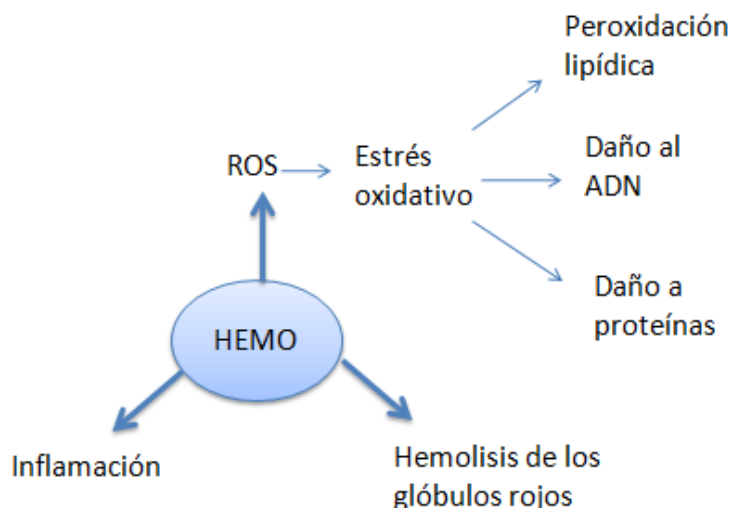 Peroxidación
lipídica
ROS
Estrés
oxidativo
Daño al
ADN
Daño a
proteínas
HEMO
Inflamación
Hemolisis de los
glóbulos rojos